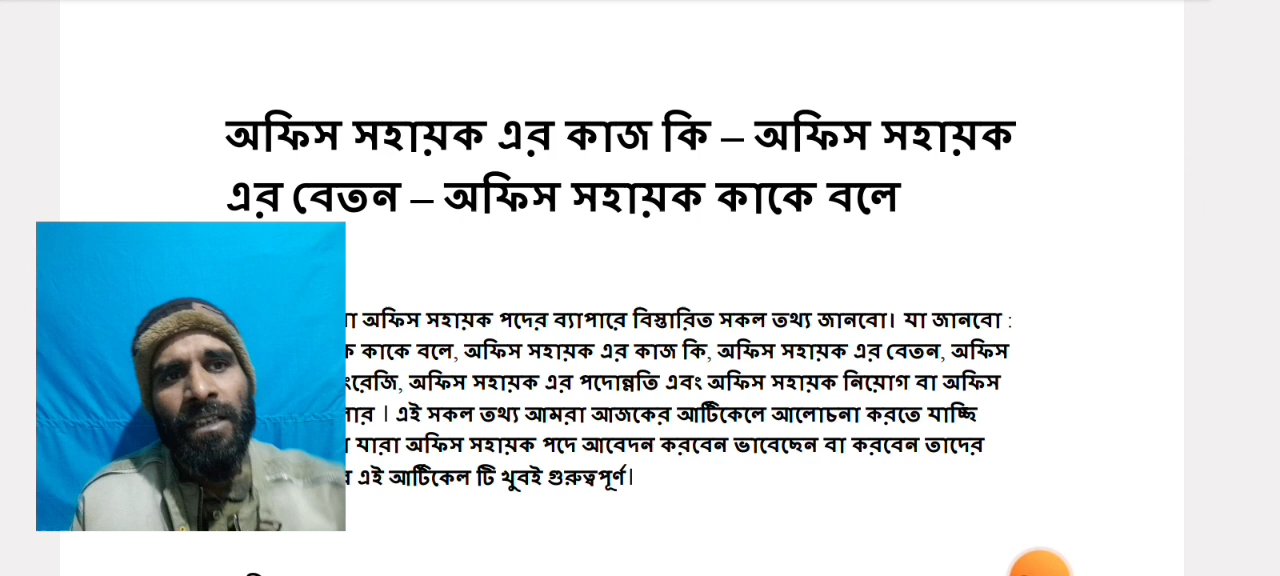 অফিস সহায়ক এর কাজ কি – অফিস সহায়ক
এর বেতন – অফিস সহায়ক কাকে বলে
অফিস সহায়ক পদের ব্যাপারে বিস্তারিত সকল তথ্য জানবো। যা জানবো :
কাকে বলে, অফিস সহায়ক এর কাজ কি, অফিস সহায়ক এর বেতন, অফিস
অফিস সহায়ক এর পদোন্নতি এবং অফিস সহায়ক নিয়োগ বা অফিস
। এই সকল তথ্য আমরা আজকের আর্টিকেলে আলোচনা করতে যাচ্ছি
যারা অফিস সহায়ক পদে আবেদন করবেন ভাবেছেন বা করবেন তাদের
এই আর্টিকেল টি খুবই গুরুত্বপূর্ণ।